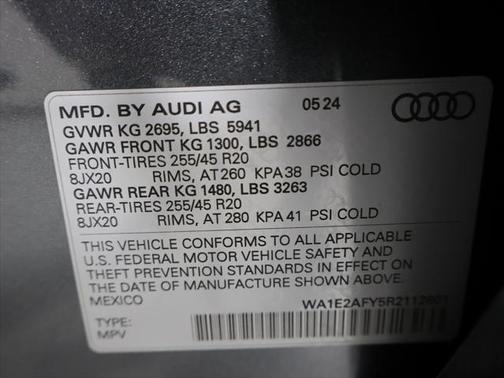 MFD. BY AUDI AG 05 24
GVWR KG 2695, LBS 5941
GAWR FRONT KG 1300, LBS 2866
FRONT-TIRES 255/45 R20
8JX20 RIMS, AT 260 KPA 38 PSI COLD
GAWR REAR KG 1480, LBS 3263
REAR-TIRES 255/45 R20
8JX20 RIMS, AT 280 KPA 41 PSI COLD
THIS VEHICLE CONFORMS TO ALL APPLICABLE
U.S. FEDERAL MOTOR VEHICLE SAFETY AND
THEFT PREVENTION STANDARDS IN EFFECT ON
THE DATE OF MANUFACTURE SHOWN ABOVE.
MEXICO WA1E2AFY5R2112601
TYPE:
MPV